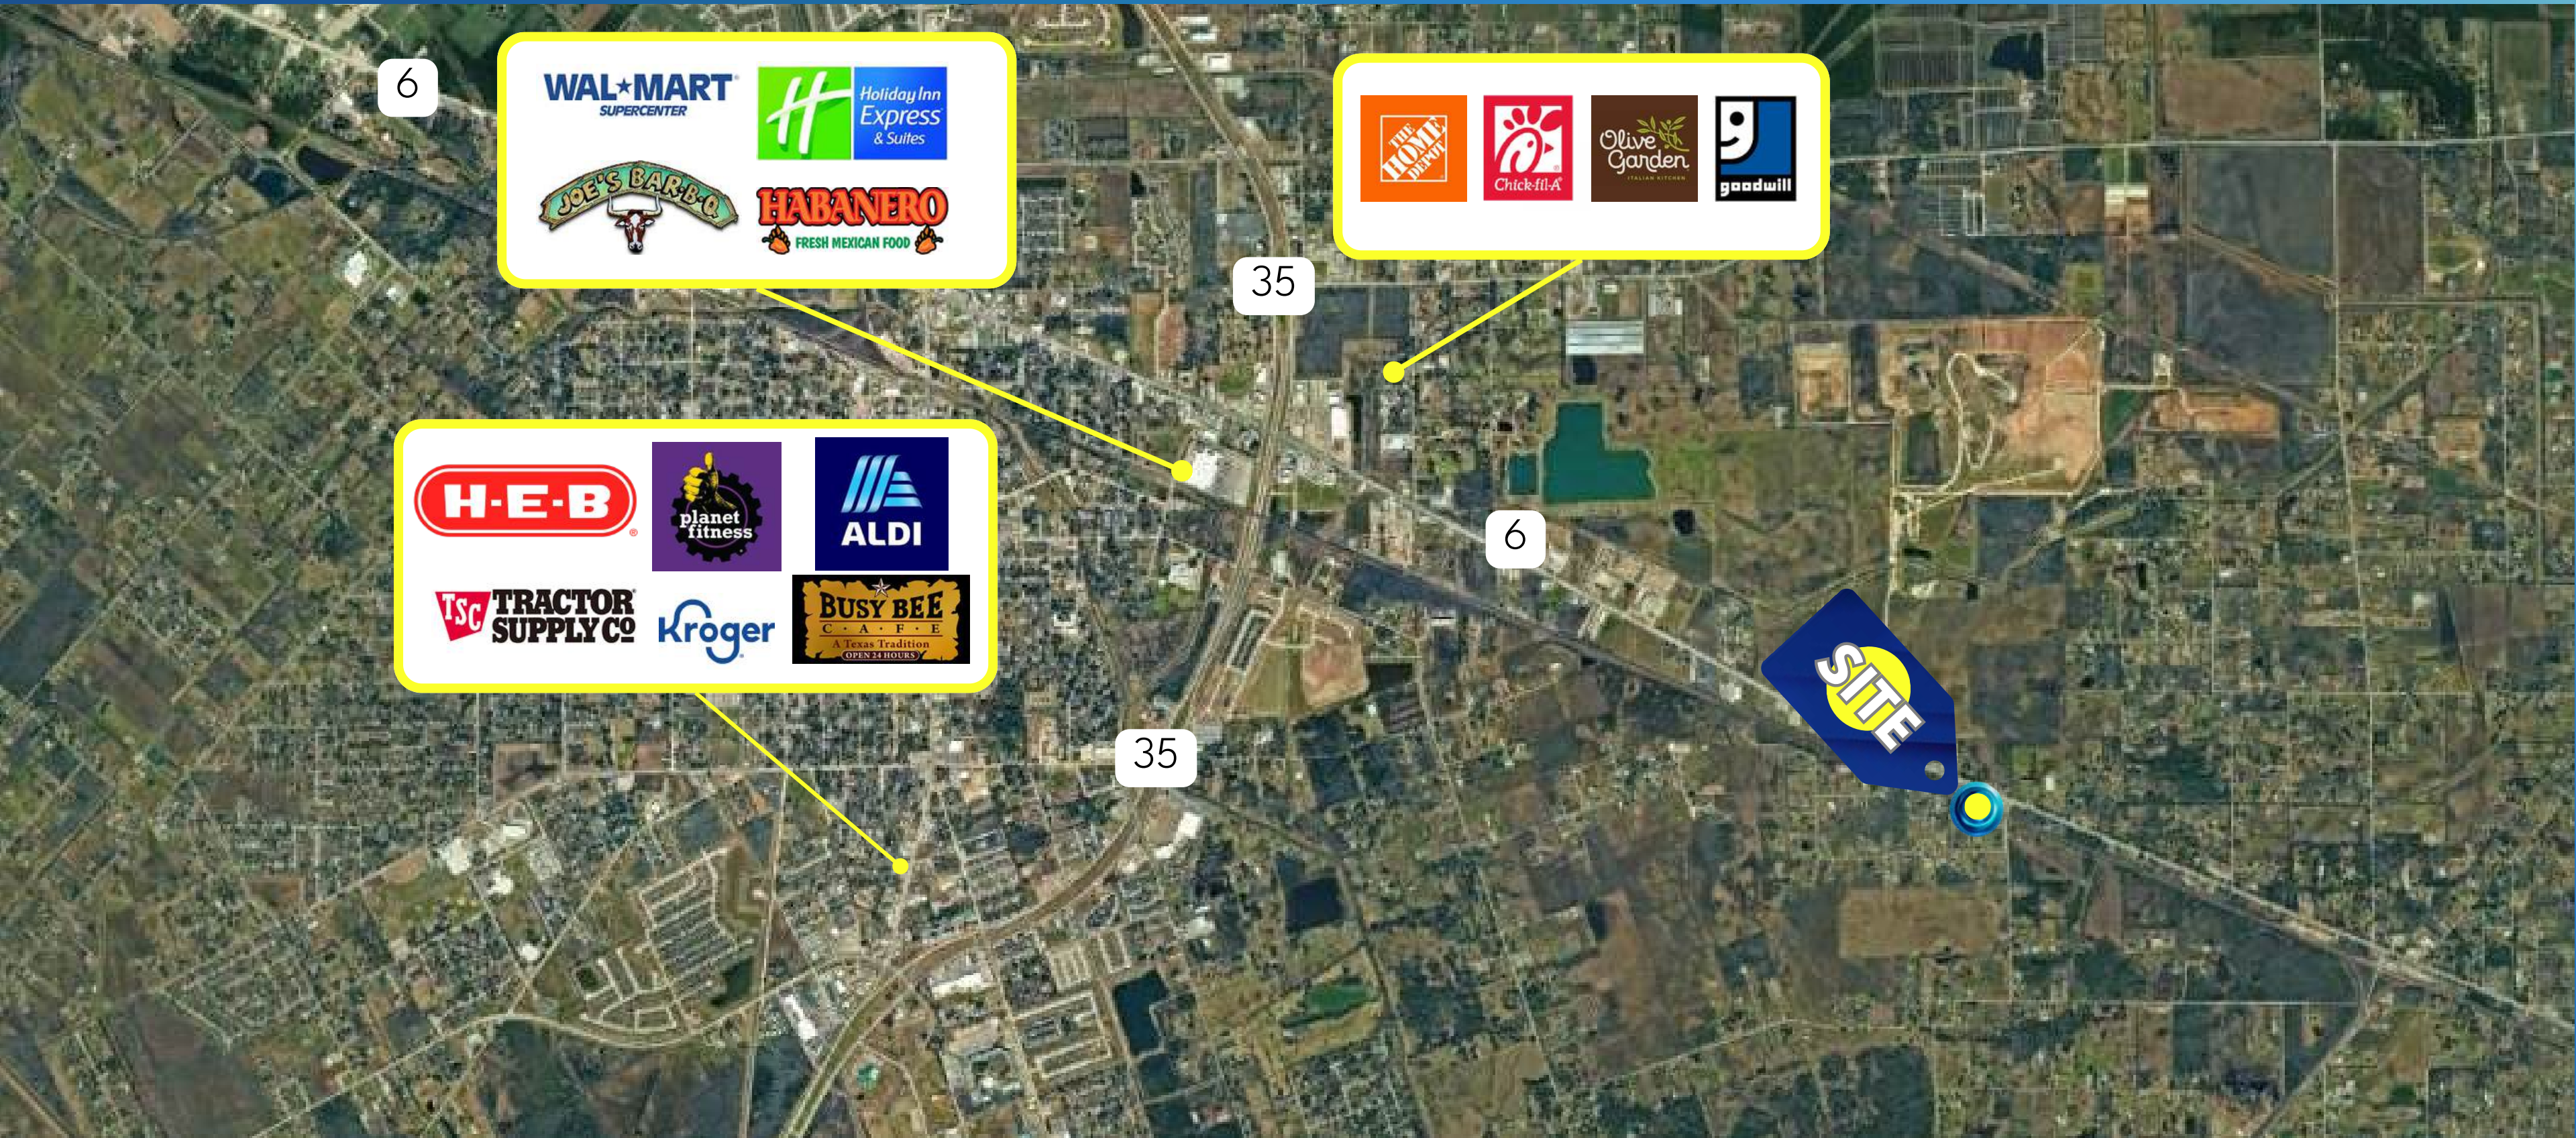 6
WAL★MART
SUPERCENTER
Holiday Inn
Express
& Suites
JOE'S BAR-B-Q
HABANERO
FRESH MEXICAN FOOD
THE
HOME
DEPOT
Chick-fil-A
Olive
Garden
ITALIAN KITCHEN
goodwill
35
H-E-B
planet
fitness
ALDI
TSC
TRACTOR
SUPPLY CO
Kroger
BUSY BEE
C·A·F·E
A Texas Tradition
OPEN 24 HOURS
6
SITE
35